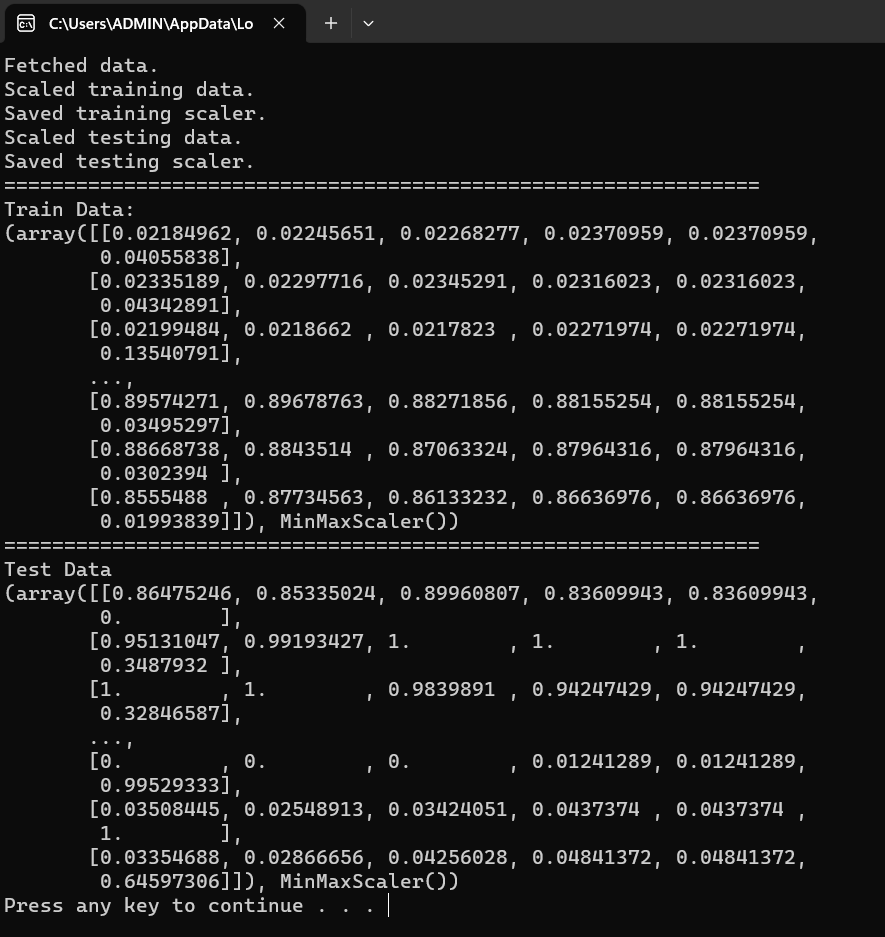 C:\Users\ADMIN\AppData\Lo
Fetched data.
Scaled training data.
Saved training scaler.
Scaled testing data.
Saved testing scaler.
===============================================================
Train Data:
(array([[0.02184962, 0.02245651, 0.02268277, 0.02370959, 0.02370959,
        0.04055838],
       [0.02335189, 0.02297716, 0.02345291, 0.02316023, 0.02316023,
        0.04342891],
       [0.02199484, 0.0218662 , 0.0217823 , 0.02271974, 0.02271974,
        0.13540791],
       ...,
       [0.89574271, 0.89678763, 0.88271856, 0.88155254, 0.88155254,
        0.03495297],
       [0.88668738, 0.8843514 , 0.87063324, 0.87964316, 0.87964316,
        0.0302394 ],
       [0.8555488 , 0.87734563, 0.86133232, 0.86636976, 0.86636976,
        0.01993839]]), MinMaxScaler())
===============================================================
Test Data
(array([[0.86475246, 0.85335024, 0.89960807, 0.83609943, 0.83609943,
        0.        ],
       [0.95131047, 0.99193427, 1.        , 1.        , 1.        ,
        0.3487932 ],
       [1.        , 1.        , 0.9839891 , 0.94247429, 0.94247429,
        0.32846587],
       ...,
       [0.        , 0.        , 0.        , 0.01241289, 0.01241289,
        0.99529333],
       [0.03508445, 0.02548913, 0.03424051, 0.0437374 , 0.0437374 ,
        1.        ],
       [0.03354688, 0.02866656, 0.04256028, 0.04841372, 0.04841372,
        0.64597306]]), MinMaxScaler())
Press any key to continue . . .